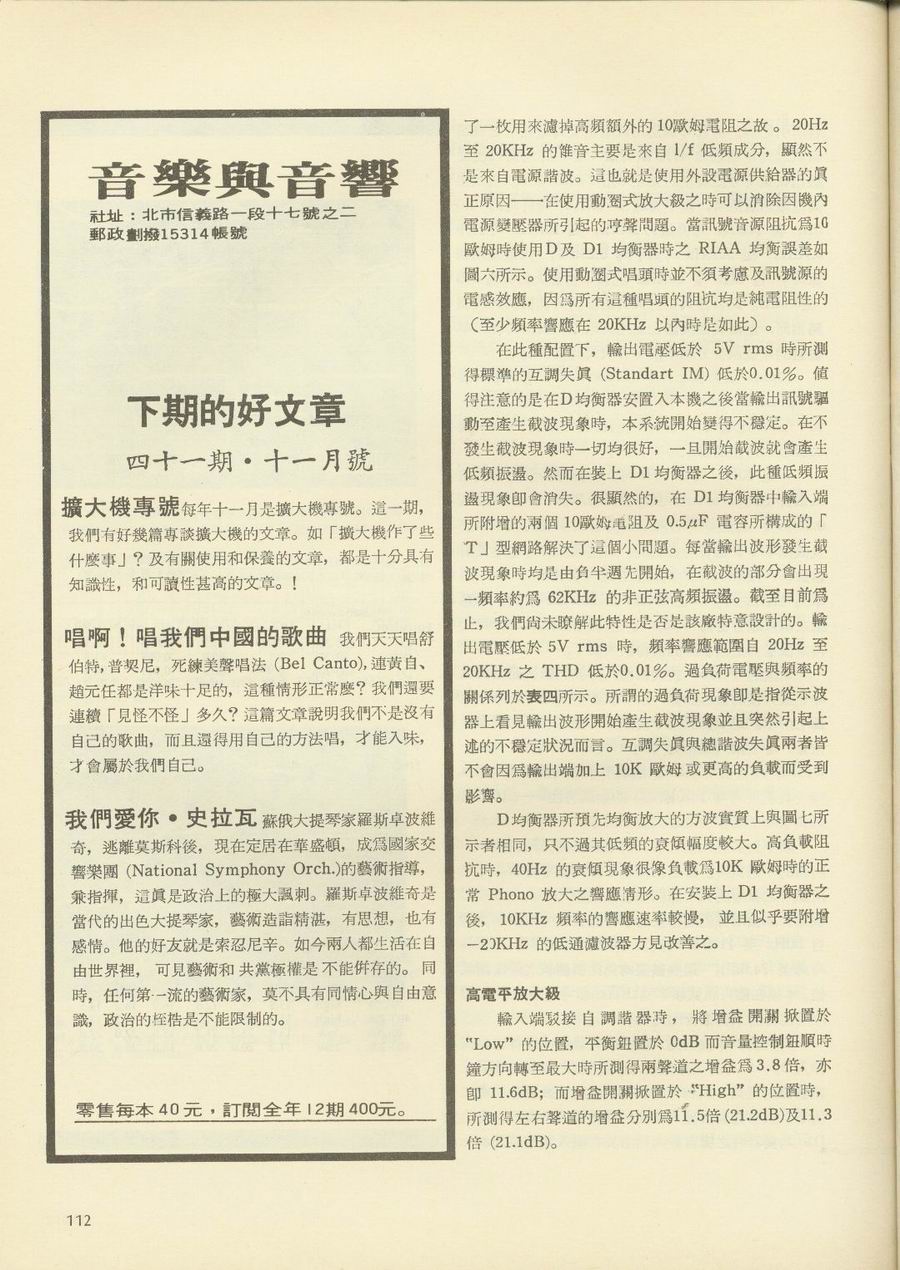 音樂與音響
社址：北市信義路一段十七號之二
郵政劃撥15314帳號
下期的好文章
四十一期・十一月號
擴大機專號 每年十一月是擴大機專號。這一期，
我們有好幾篇專談擴大機的文章。如「擴大機作了些
什麼事」？及有關使用和保養的文章，都是十分具有
知識性，和可讀性甚高的文章。！
唱啊！唱我們中國的歌曲 我們天天唱舒
伯特，普契尼，死練美聲唱法 (Bel Canto)，連黃自、
趙元任都是洋味十足的，這種情形正常麼？我們還要
連續「見怪不怪」多久？這篇文章說明我們不是沒有
自己的歌曲，而且還得用自己的方法唱，才能入味，
才會屬於我們自己。
我們愛你・史拉瓦 蘇俄大提琴家羅斯卓波維
奇，逃離莫斯科後，現在定居在華盛頓，成爲國家交
響樂團 (National Symphony Orch.)的藝術指導，
兼指揮，這眞是政治上的極大諷刺。羅斯卓波維奇是
當代的出色大提琴家，藝術造詣精湛，有思想，也有
感情。他的好友就是索忍尼辛。如今兩人都生活在自
由世界裡，可見藝術和共黨極權是不能併存的。同
時，任何第一流的藝術家，莫不具有同情心與自由意
識，政治的桎梏是不能限制的。
零售每本40元，訂閱全年12期400元。
112
了一枚用來濾掉高頻額外的 10歐姆電阻之故。 20Hz
至 20KHz 的雜音主要是來自 1/f 低頻成分，顯然不
是來自電源諧波。這也就是使用外設電源供給器的眞
正原因——在使用動圈式放大級之時可以消除因機內
電源變壓器所引起的哼聲問題。當訊號音源阻抗爲16
歐姆時使用D及 D1 均衡器時之 RIAA 均衡誤差如
圖六所示。使用動圈式唱頭時並不須考慮及訊號源的
電感效應，因爲所有這種唱頭的阻抗均是純電阻性的
（至少頻率響應在 20KHz 以內時是如此）。
在此種配置下，輸出電壓低於 5V rms 時所測
得標準的互調失眞 (Standart IM) 低於0.01%。値
得注意的是在D均衡器安置入本機之後當輸出訊號驅
動至產生截波現象時，本系統開始變得不穩定。在不
發生截波現象時一切均很好，一旦開始截波就會產生
低頻振盪。然而在裝上 D1 均衡器之後，此種低頻振
盪現象卽會消失。很顯然的，在 D1 均衡器中輸入端
所附增的兩個 10歐姆電阻及 0.5μF 電容所構成的「
T」型網路解決了這個小問題。每當輸出波形發生截
波現象時均是由負半週先開始，在截波的部分會出現
一頻率約爲 62KHz 的非正弦高頻振盪。截至目前爲
止，我們尙未瞭解此特性是否是該廠特意設計的。輸
出電壓低於 5V rms 時，頻率響應範圍自 20Hz 至
20KHz 之 THD 低於0.01%。過負荷電壓與頻率的
關係列於表四所示。所謂的過負荷現象卽是指從示波
器上看見輸出波形開始產生截波現象並且突然引起上
述的不穩定狀況而言。互調失眞與總諧波失眞兩者皆
不會因爲輸出端加上 10K 歐姆或更高的負載而受到
影響。
D均衡器所預先均衡放大的方波實質上與圖七所
示者相同，只不過其低頻的衰傾幅度較大。高負載阻
抗時，40Hz 的衰傾現象很像負載爲10K 歐姆時的正
常 Phono 放大之響應情形。在安裝上 D1 均衡器之
後， 10KHz 頻率的響應速率較慢，並且似乎要附增
一20KHz 的低通濾波器方見改善之。
高電平放大級
輸入端駁接自調諧器時，將增益開關掀置於
“Low” 的位置，平衡鈕置於 0dB 而音量控制鈕順時
鐘方向轉至最大時所測得兩聲道之增益爲 3.8 倍，亦
卽 11.6dB；而增益開關掀置於 “High” 的位置時，
所測得左右聲道的增益分別爲11.5倍 (21.2dB)及11.3
倍 (21.1dB)。